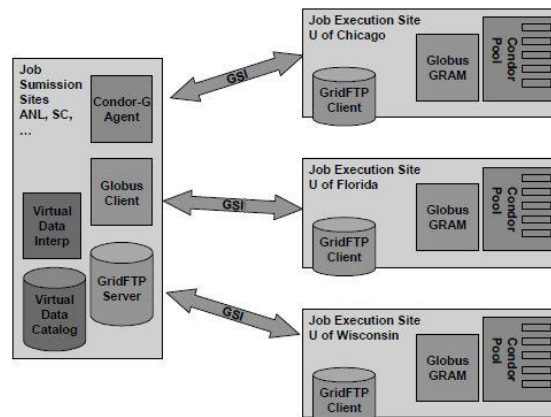 Job
Sumission
Sites
ANL, SC,
...
Condor-G
Agent
Globus
Client
Virtual
Data
Interp
Virtual
Data
Catalog
GridFTP
Server
GSI
GSI
GSI
Job Execution Site
U of Chicago
GridFTP
Client
Globus
GRAM
Condor
Pool
Job Execution Site
U of Florida
GridFTP
Client
Globus
GRAM
Condor
Pool
Job Execution Site
U of Wisconsin
GridFTP
Client
Globus
GRAM
Condor
Pool